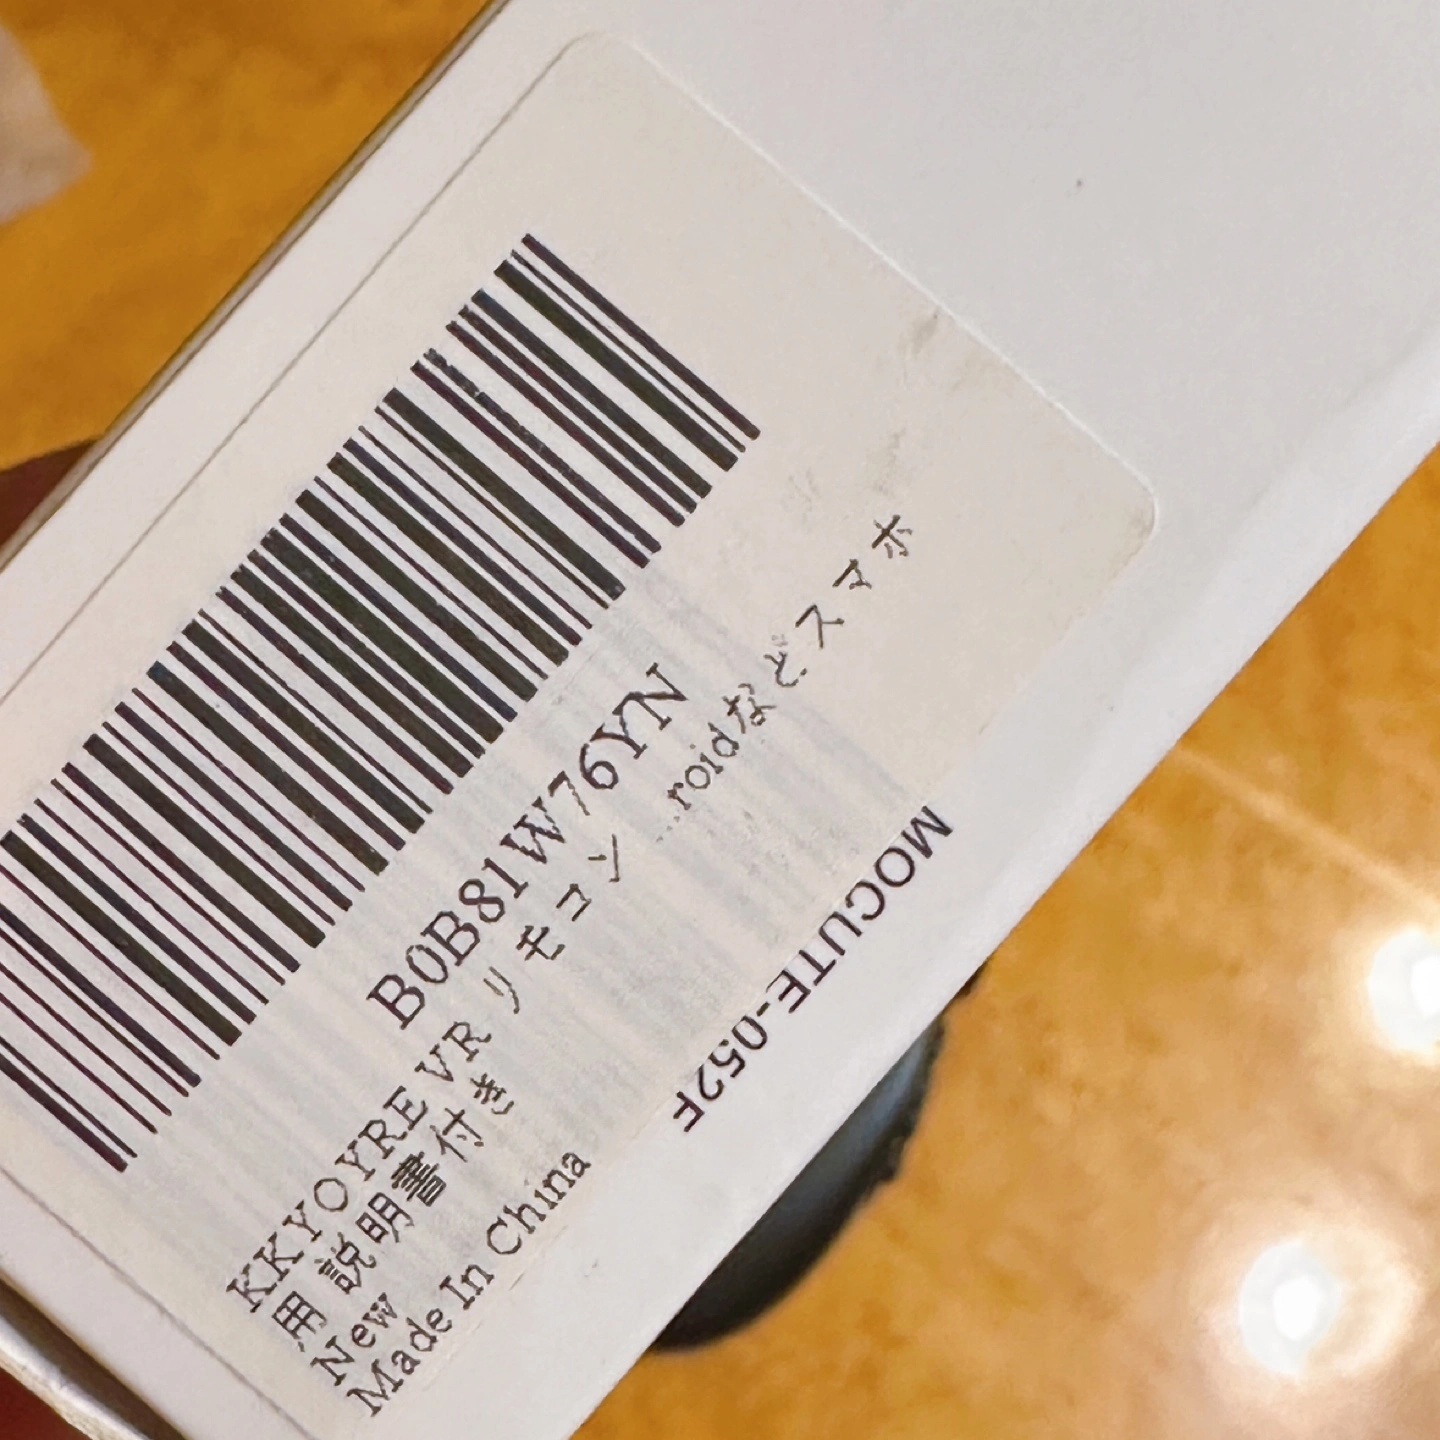 B0B81W76YN
KKYOYRE VR リモコン ...roidなどスマホ
用 説明書付き
New
Made In China
MOCUTE-052F